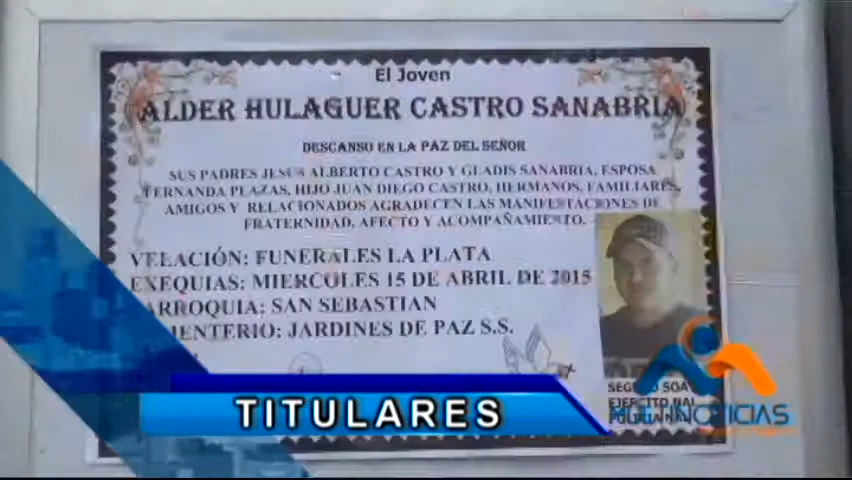 El Joven
ALDER HULAGUER CASTRO SANABRIA
DESCANSO EN LA PAZ DEL SEÑOR
SUS PADRES JESUS ALBERTO CASTRO Y GLADIS SANABRIA, ESPOSA
FERNANDA PLAZAS, HIJO JUAN DIEGO CASTRO, HERMANOS, FAMILIARES,
AMIGOS Y RELACIONADOS AGRADECEN LAS MANIFESTACIONES DE
FRATERNIDAD, AFECTO Y ACOMPAÑAMIENTO.
VELACIÓN: FUNERALES LA PLATA
EXEQUIAS: MIERCOLES 15 DE ABRIL DE 2015
ARROQUIA: SAN SEBASTIAN
MENTERIO: JARDINES DE PAZ S.S.
TITULARES
MULTINOTICIAS